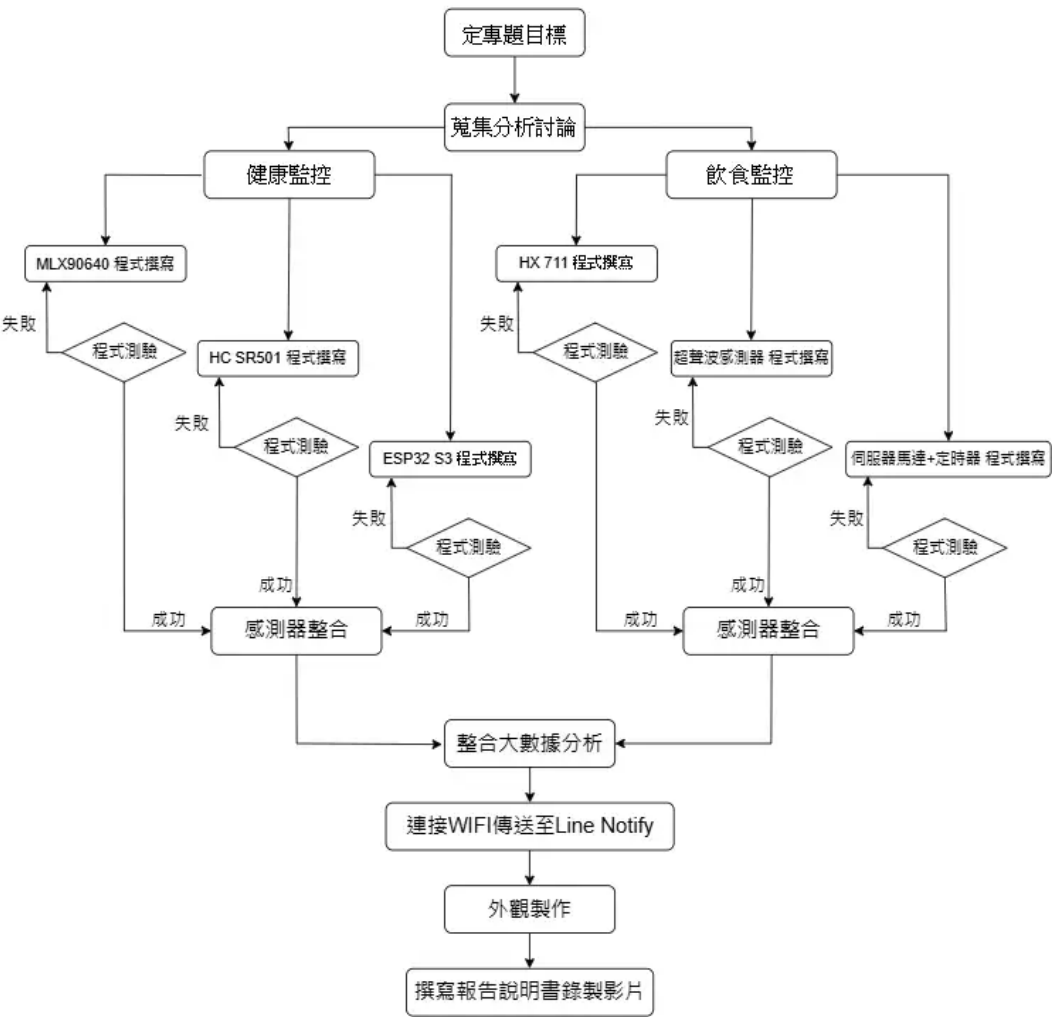 定專題目標
蒐集分析討論
健康監控
飲食監控
MLX90640 程式撰寫
HX 711 程式撰寫
失敗
程式測驗
失敗
程式測驗
HC SR501 程式撰寫
超聲波感測器 程式撰寫
失敗
程式測驗
失敗
程式測驗
ESP32 S3 程式撰寫
伺服器馬達+定時器 程式撰寫
失敗
程式測驗
失敗
程式測驗
成功
成功
成功
感測器整合
成功
成功
感測器整合
成功
整合大數據分析
連接WIFI傳送至Line Notify
外觀製作
撰寫報告說明書錄製影片